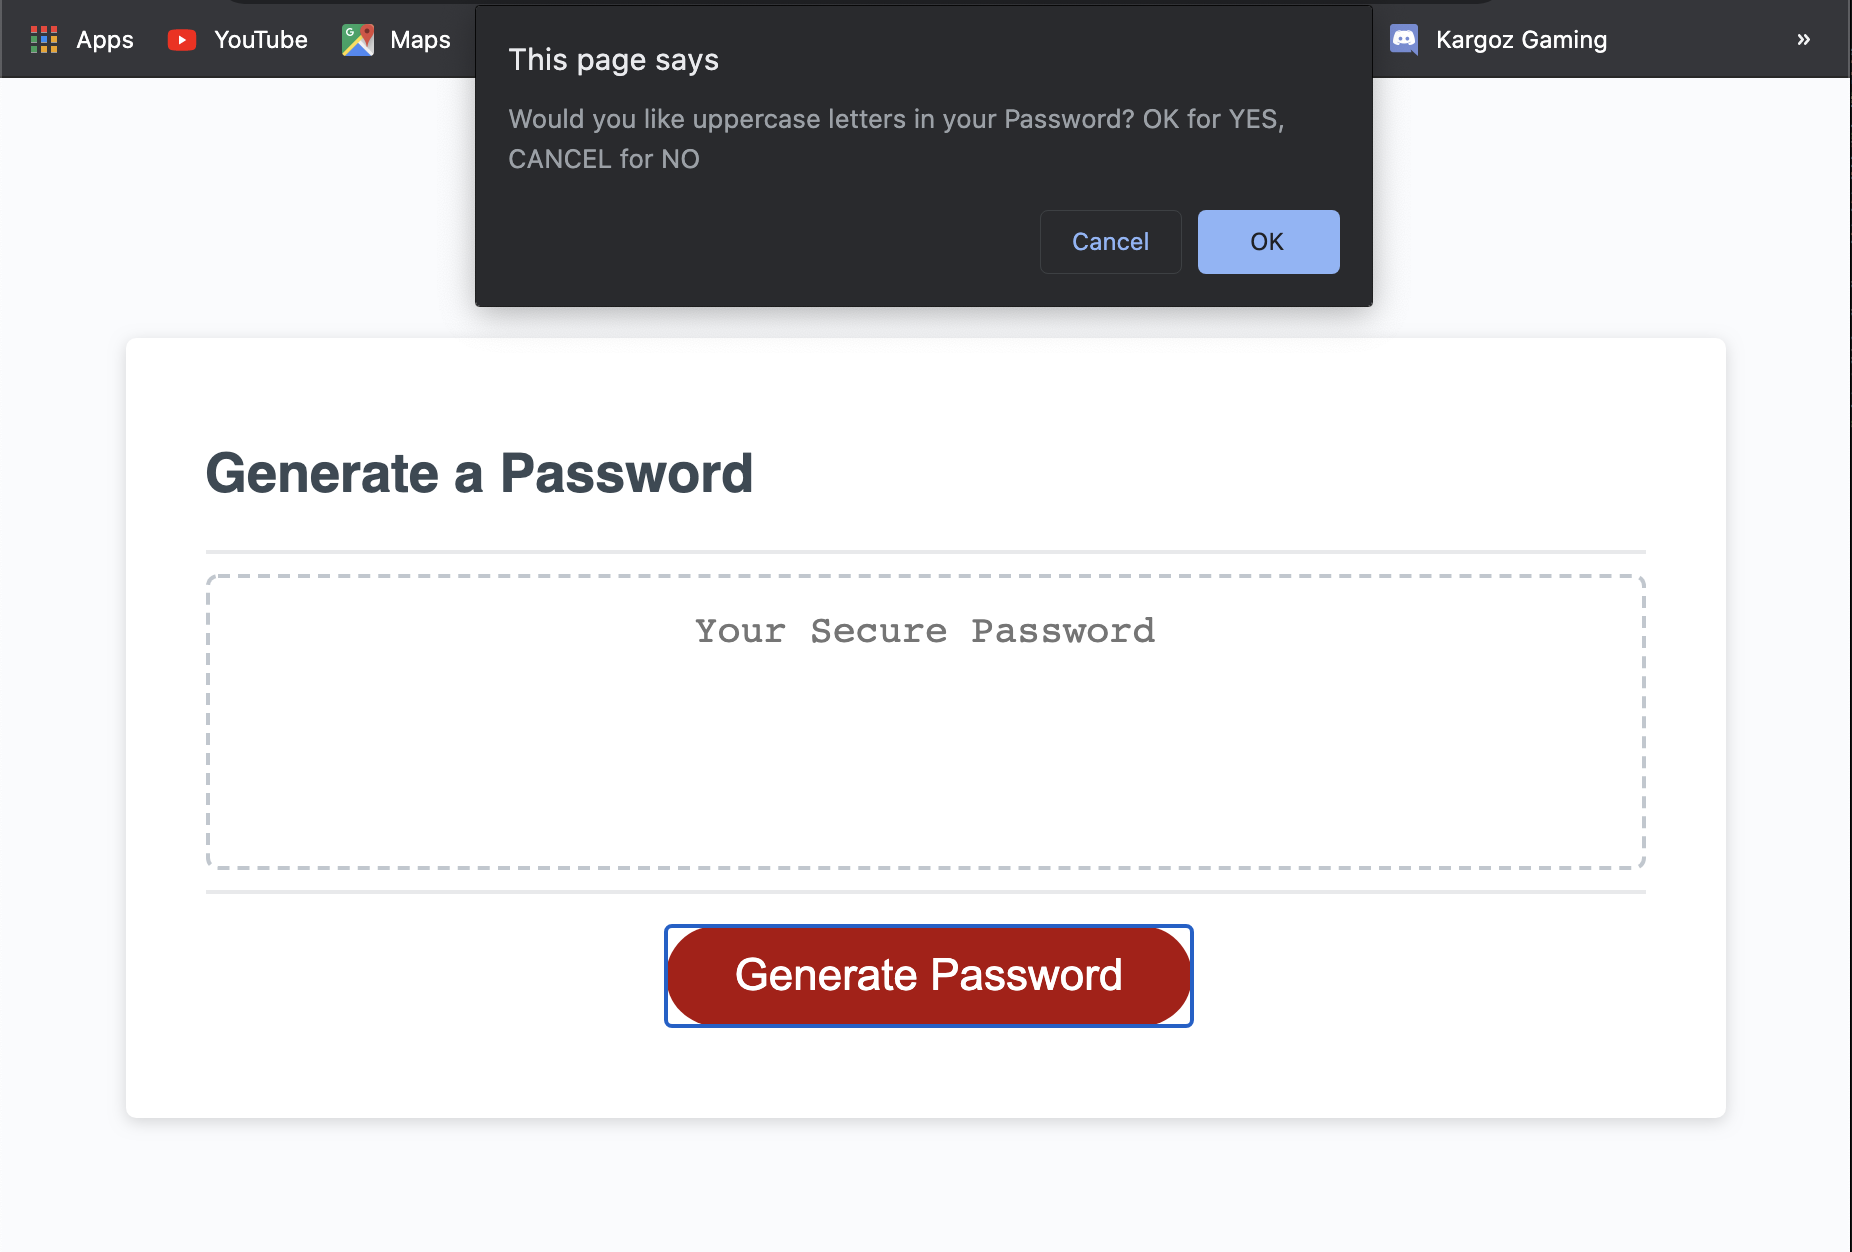 Apps YouTube Maps Kargoz Gaming »
This page says
Would you like uppercase letters in your Password? OK for YES,
CANCEL for NO
Cancel OK
Generate a Password
Your Secure Password
Generate Password